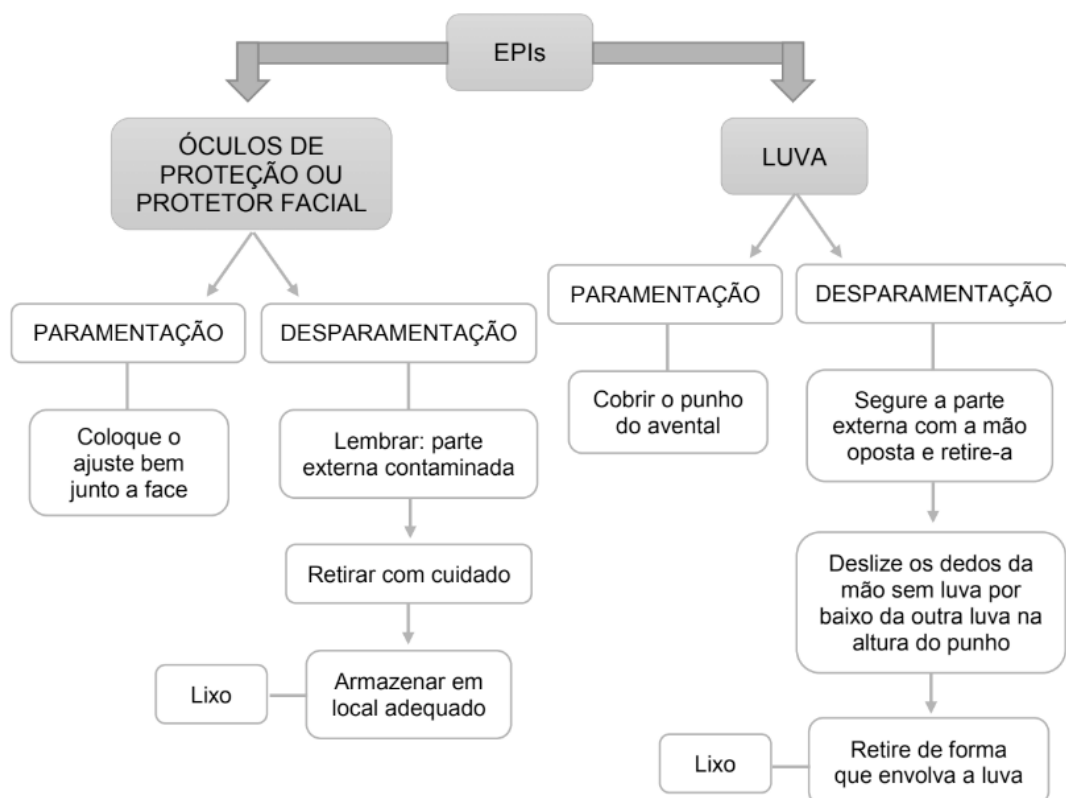 EPIs
ÓCULOS DE
PROTEÇÃO OU
PROTETOR FACIAL
PARAMENTAÇÃO
Coloque o
ajuste bem
junto a face
DESPARAMENTAÇÃO
Lembrar: parte
externa contaminada
Retirar com cuidado
Armazenar em
local adequado
Lixo
LUVA
PARAMENTAÇÃO
Cobrir o punho
do avental
DESPARAMENTAÇÃO
Segure a parte
externa com a mão
oposta e retire-a
Deslize os dedos da
mão sem luva por
baixo da outra luva na
altura do punho
Retire de forma
que envolva a luva
Lixo